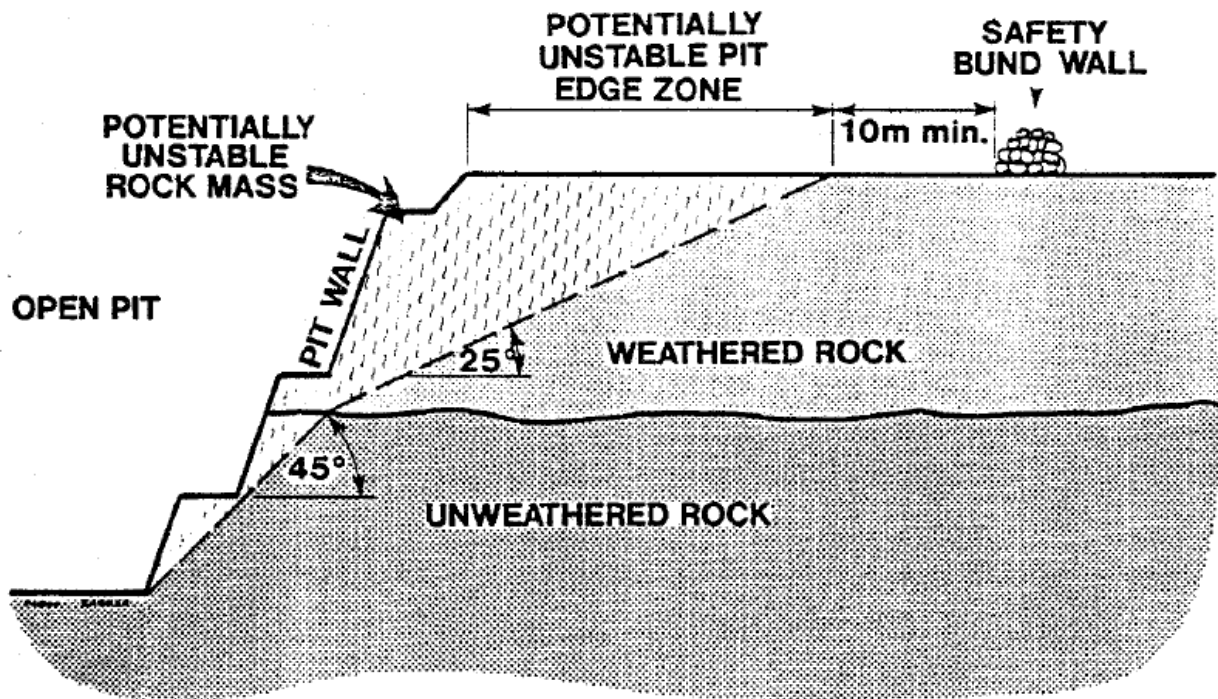 POTENTIALLY
UNSTABLE PIT
EDGE ZONE
SAFETY
BUND WALL
10m min.
POTENTIALLY
UNSTABLE
ROCK MASS
PIT WALL
OPEN PIT
25°
WEATHERED ROCK
45°
UNWEATHERED ROCK